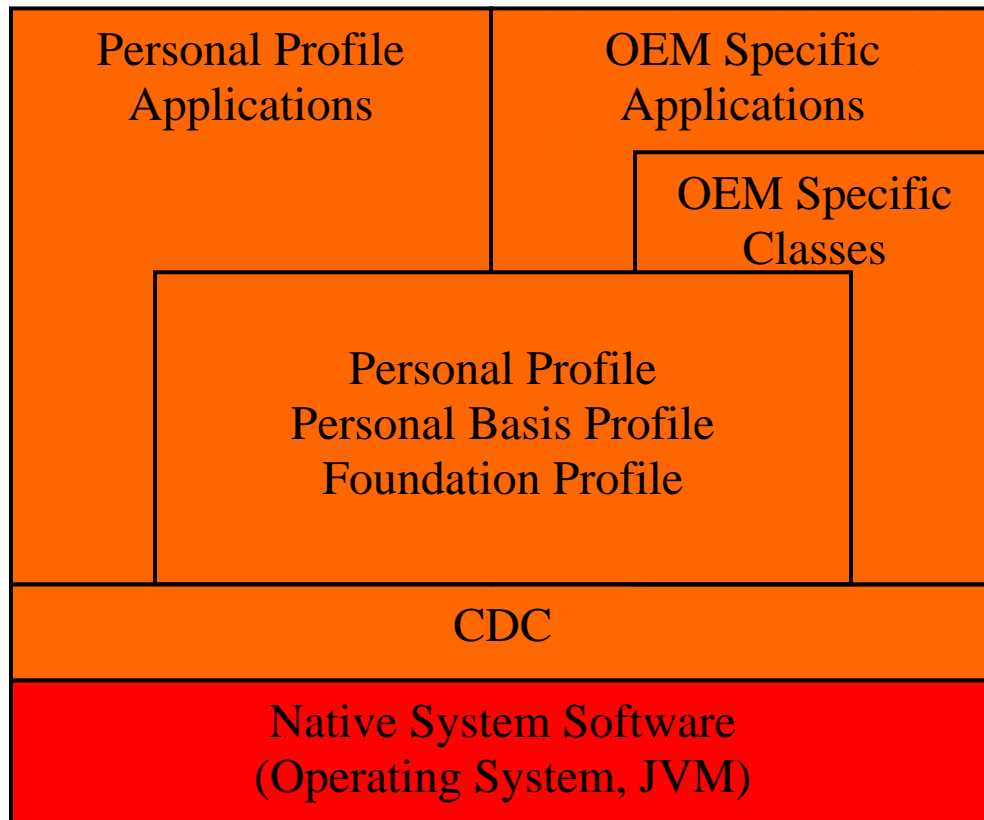 Personal Profile
Applications
OEM Specific
Applications
OEM Specific
Classes
Personal Profile
Personal Basis Profile
Foundation Profile
CDC
Native System Software
(Operating System, JVM)